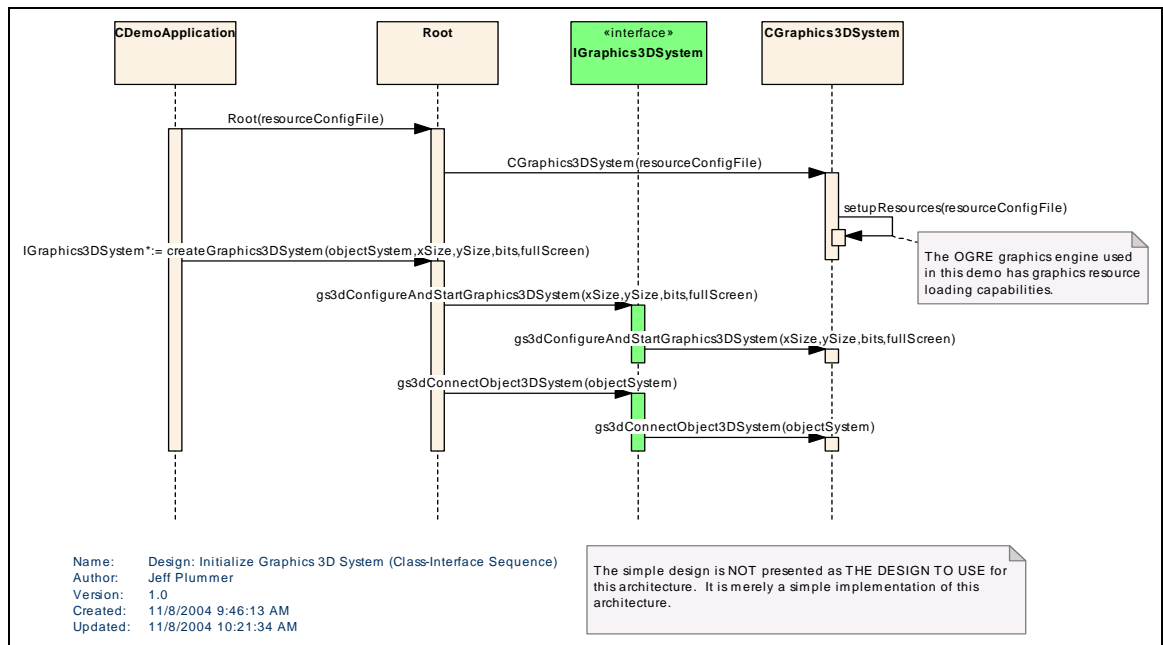 CDemoApplication
Root
«interface»
IGraphics3DSystem
CGraphics3DSystem
Root(resourceConfigFile)
CGraphics3DSystem(resourceConfigFile)
setupResources(resourceConfigFile)
The OGRE graphics engine used
in this demo has graphics resource
loading capabilities.
IGraphics3DSystem*:= createGraphics3DSystem(objectSystem,xSize,ySize,bits,fullScreen)
gs3dConfigureAndStartGraphics3DSystem(xSize,ySize,bits,fullScreen)
gs3dConfigureAndStartGraphics3DSystem(xSize,ySize,bits,fullScreen)
gs3dConnectObject3DSystem(objectSystem)
gs3dConnectObject3DSystem(objectSystem)
Name: Design: Initialize Graphics 3D System (Class-Interface Sequence)
Author: Jeff Plummer
Version: 1.0
Created: 11/8/2004 9:46:13 AM
Updated: 11/8/2004 10:21:34 AM
The simple design is NOT presented as THE DESIGN TO USE for
this architecture. It is merely a simple implementation of this
architecture.